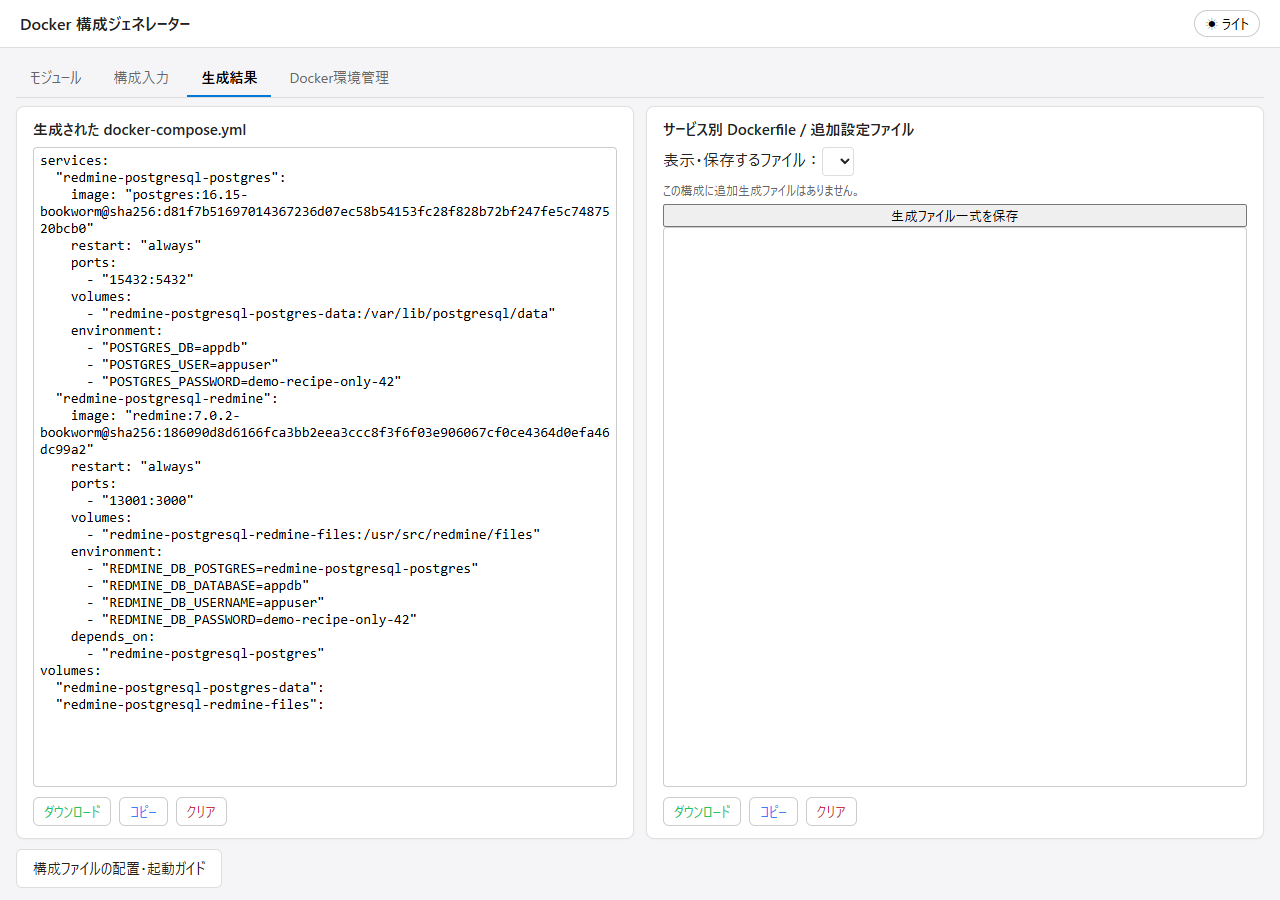 Docker 構成ジェネレーター
ライト
モジュール
構成入力
生成結果
Docker環境管理
生成された docker-compose.yml
services:
  "redmine-postgresql-postgres":
    image: "postgres:16.15-
bookworm@sha256:d81f7b51697014367236d07ec58b54153fc28f828b72bf247fe5c74875
20bcb0"
    restart: "always"
    ports:
      - "15432:5432"
    volumes:
      - "redmine-postgresql-postgres-data:/var/lib/postgresql/data"
    environment:
      - "POSTGRES_DB=appdb"
      - "POSTGRES_USER=appuser"
      - "POSTGRES_PASSWORD=demo-recipe-only-42"
  "redmine-postgresql-redmine":
    image: "redmine:7.0.2-
bookworm@sha256:186090d8d6166fca3bb2eea3ccc8f3f6f03e906067cf0ce4364d0efa46
dc99a2"
    restart: "always"
    ports:
      - "13001:3000"
    volumes:
      - "redmine-postgresql-redmine-files:/usr/src/redmine/files"
    environment:
      - "REDMINE_DB_POSTGRES=redmine-postgresql-postgres"
      - "REDMINE_DB_DATABASE=appdb"
      - "REDMINE_DB_USERNAME=appuser"
      - "REDMINE_DB_PASSWORD=demo-recipe-only-42"
    depends_on:
      - "redmine-postgresql-postgres"
volumes:
  "redmine-postgresql-postgres-data":
  "redmine-postgresql-redmine-files":
ダウンロード
コピー
クリア
サービス別 Dockerfile / 追加設定ファイル
表示・保存するファイル：
この構成に追加生成ファイルはありません。
生成ファイル一式を保存
ダウンロード
コピー
クリア
構成ファイルの配置・起動ガイド